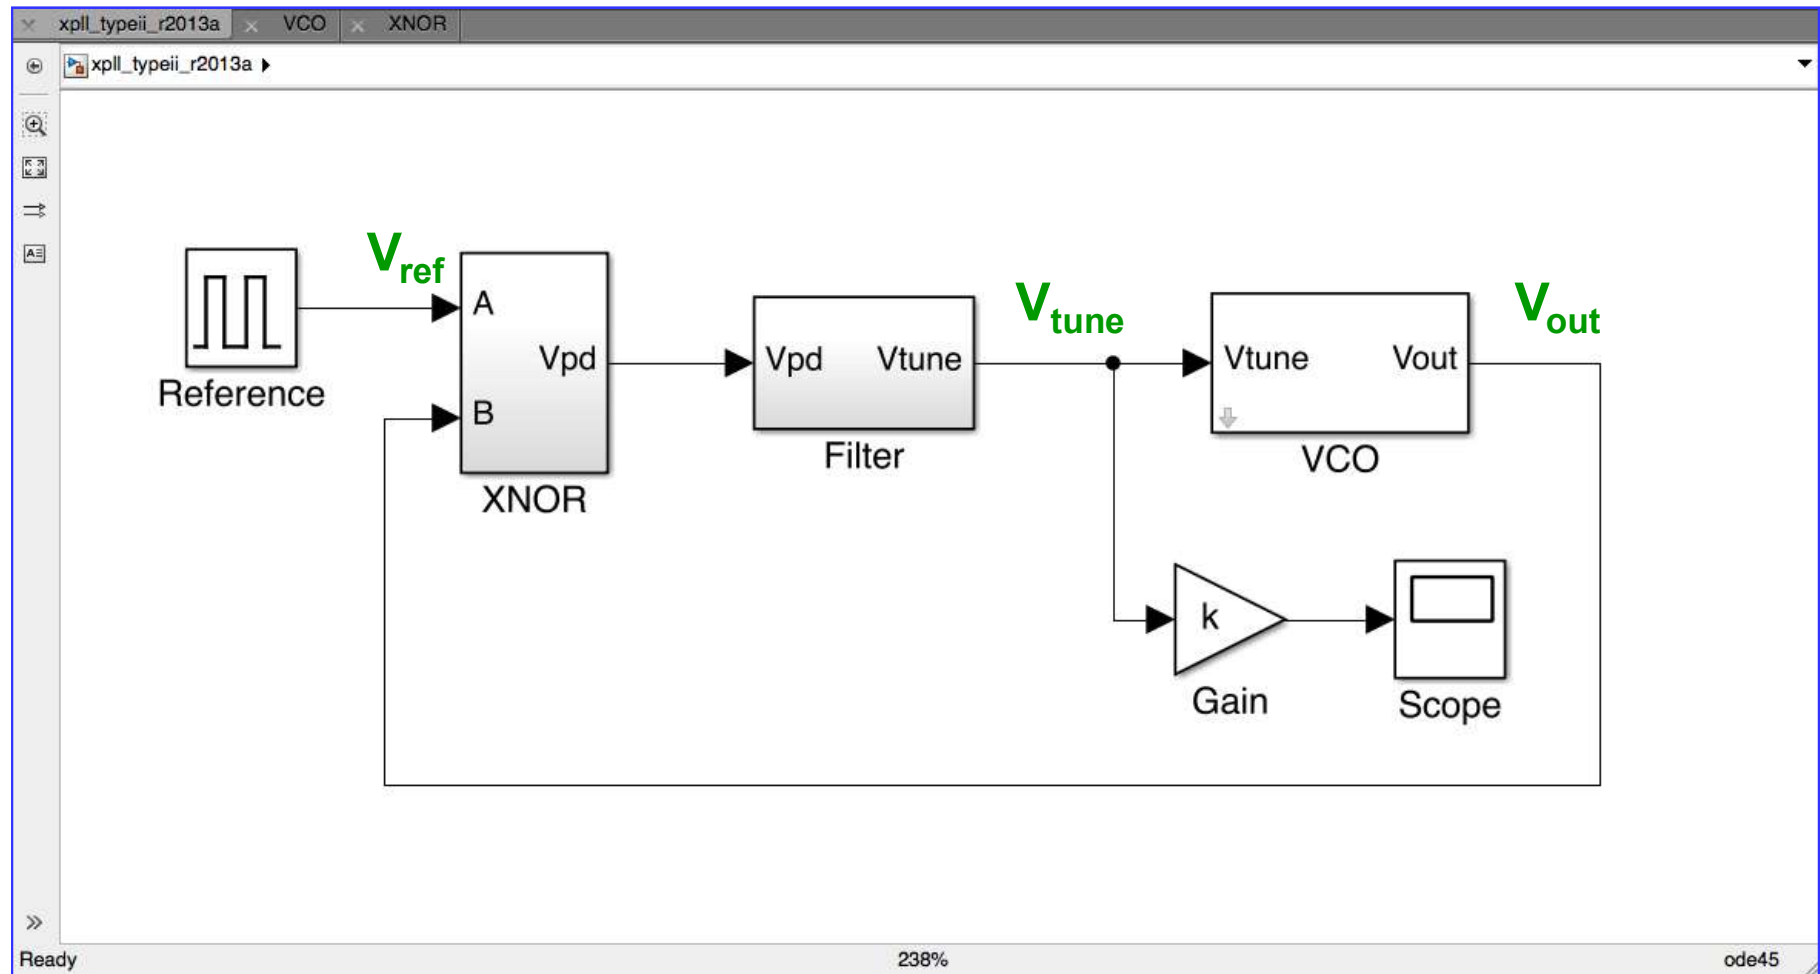 xpll_typeii_r2013a VCO XNOR
xpll_typeii_r2013a
Vref
Vtune
Vout
A
B
Vpd
Vpd Vtune
Vtune Vout
Reference
XNOR
Filter
VCO
k
Gain
Scope
Ready 238% ode45